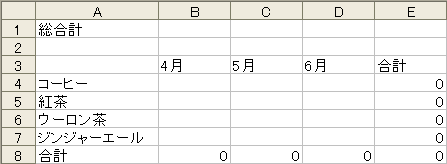 A B C D E
1 総合計
2
3 4月 5月 6月 合計
4 コーヒー 0
5 紅茶 0
6 ウーロン茶 0
7 ジンジャーエール 0
8 合計 0 0 0 0